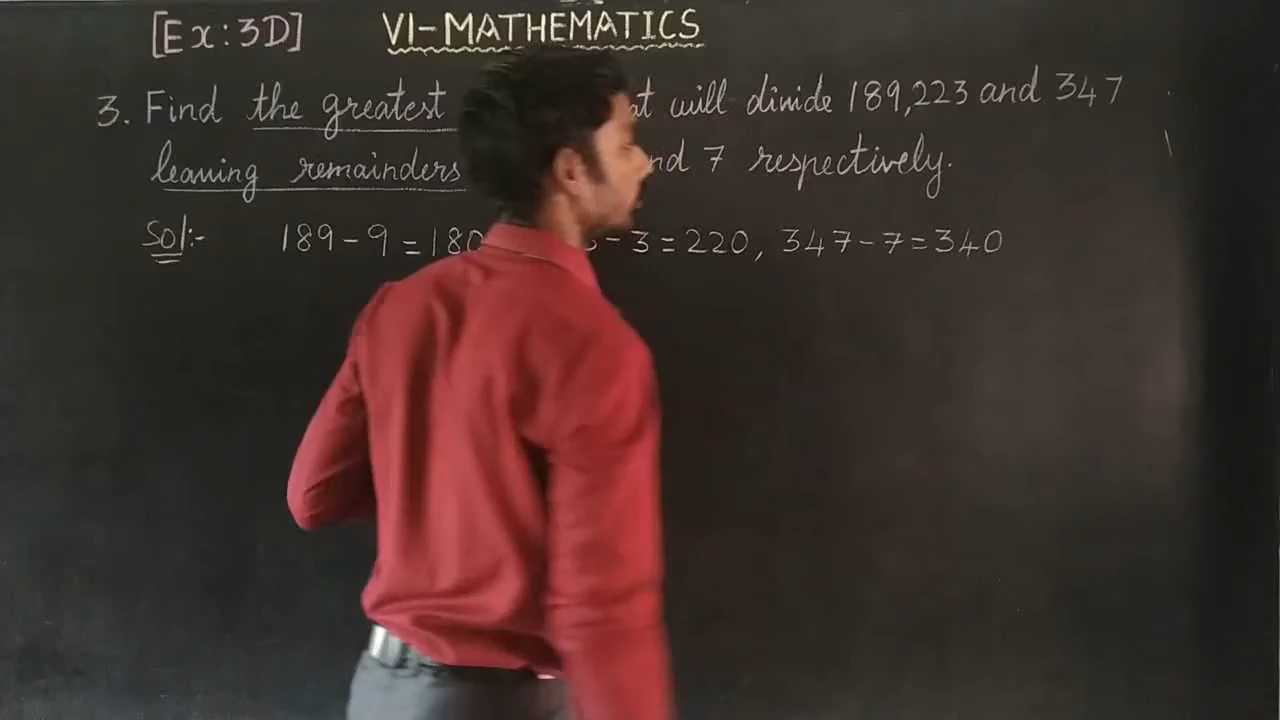 [Ex:3D] VI-MATHEMATICS
3. Find the greatest at will divide 189,223 and 347
leaving remainders nd 7 respectively.
Sol:- 189-9=180 -3=220, 347-7=340